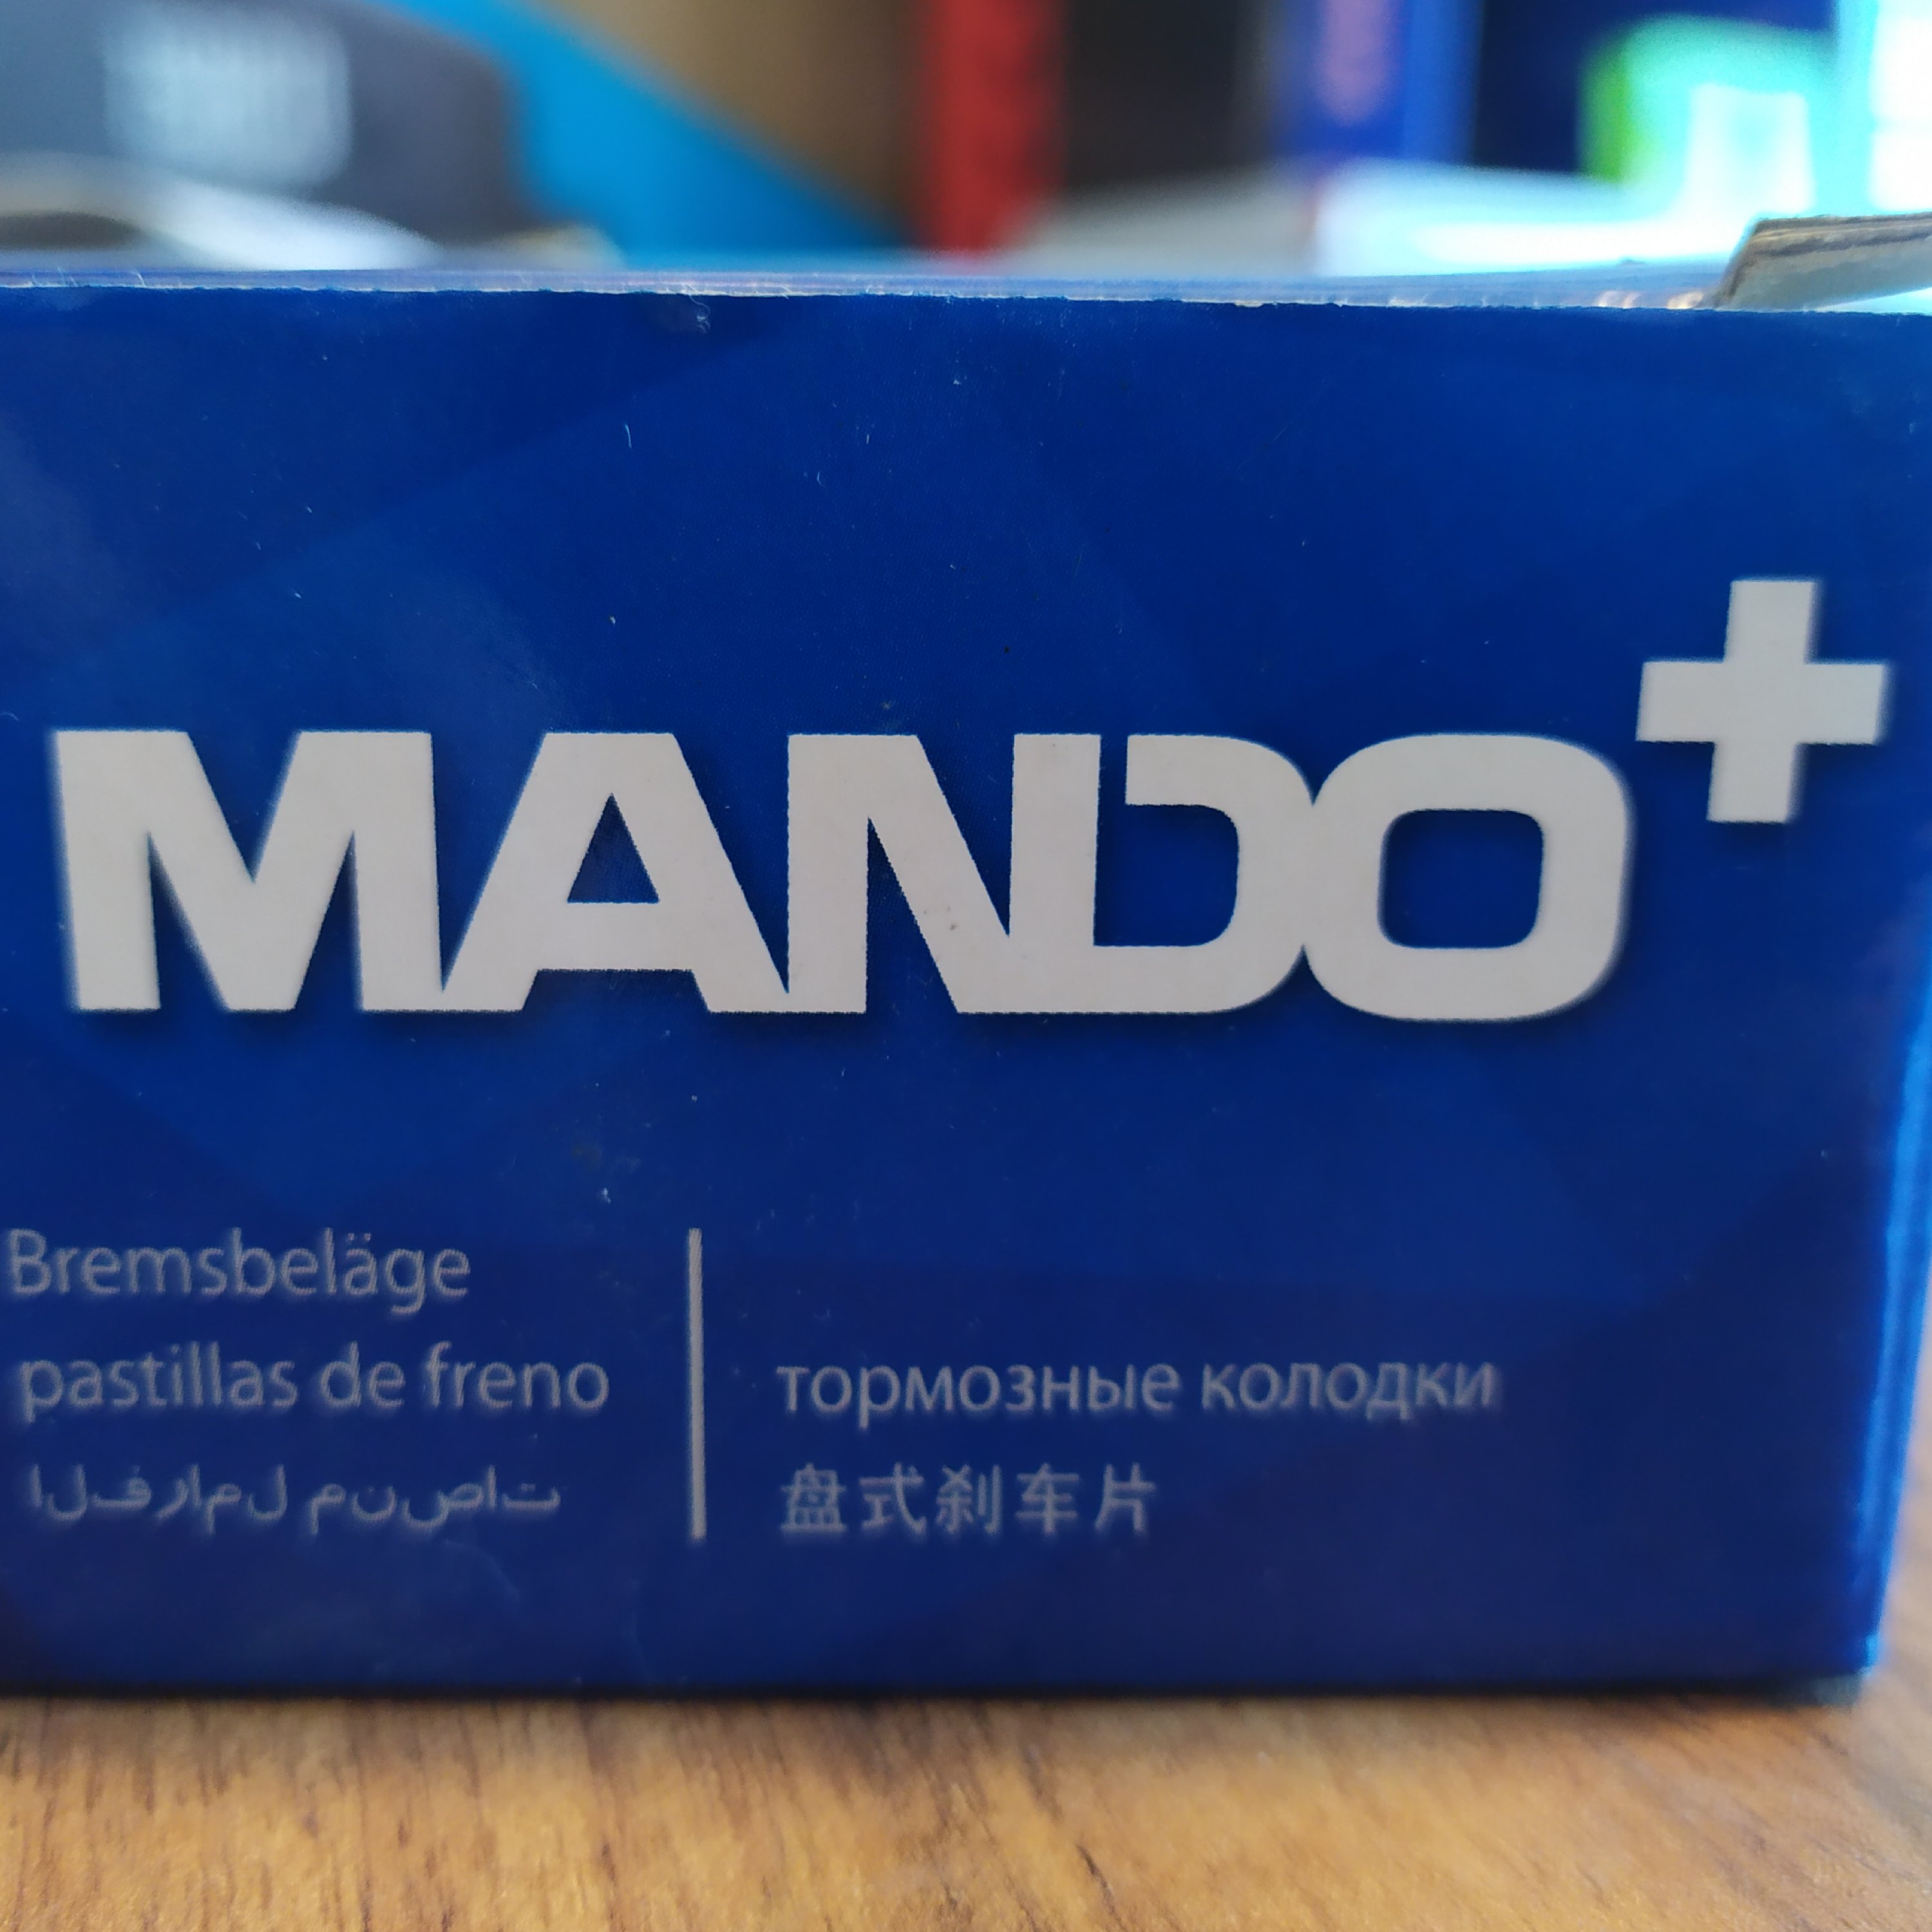 MANDO+
Bremsbeläge
pastillas de freno
ا ل ف ر ا م ل م ن ص ا ت
тормозные колодки
盘式刹车片